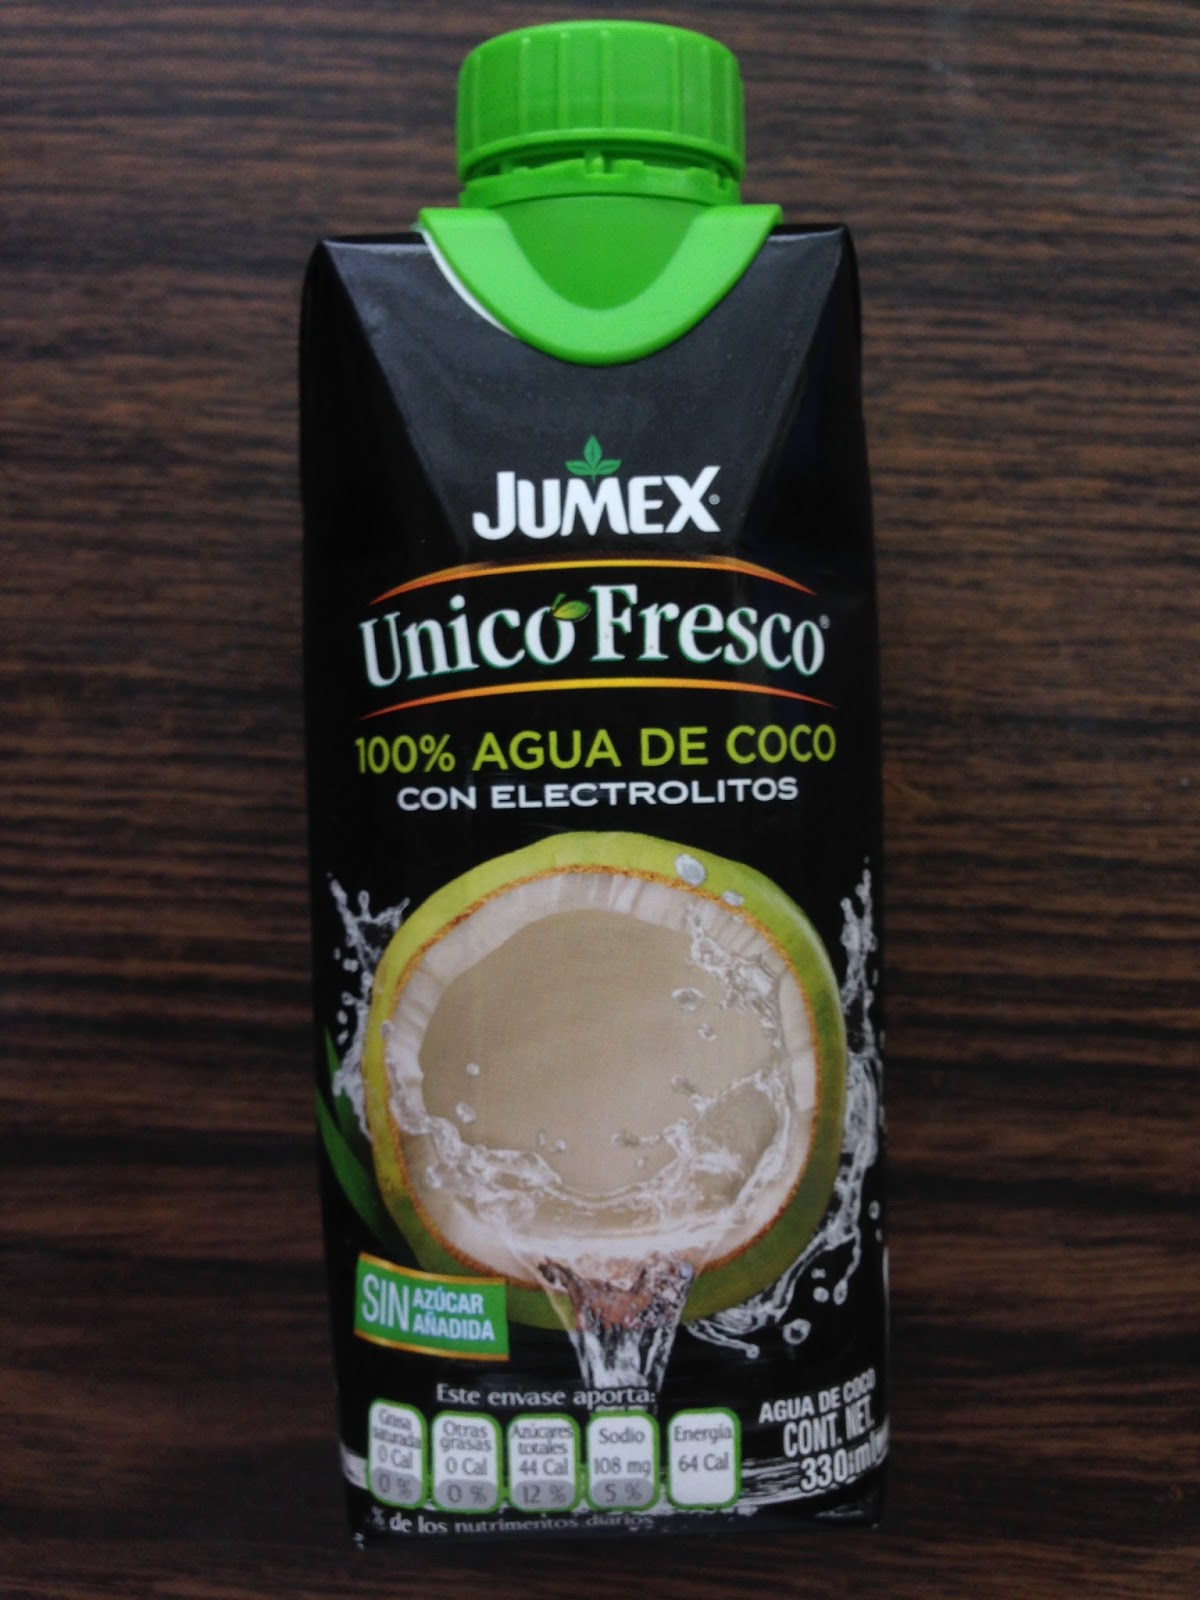 JUMEX®
Unico Fresco®
100% AGUA DE COCO
CON ELECTROLITOS
SIN AZÚCAR AÑADIDA
Este envase aporta:
Grasa saturada 0 Cal 0 %
Otras grasas 0 Cal 0 %
Azúcares totales 44 Cal 12 %
Sodio 108 mg 5 %
Energía 64 Cal
% de los nutrimentos diarios
AGUA DE COCO
CONT. NET.
330 ml